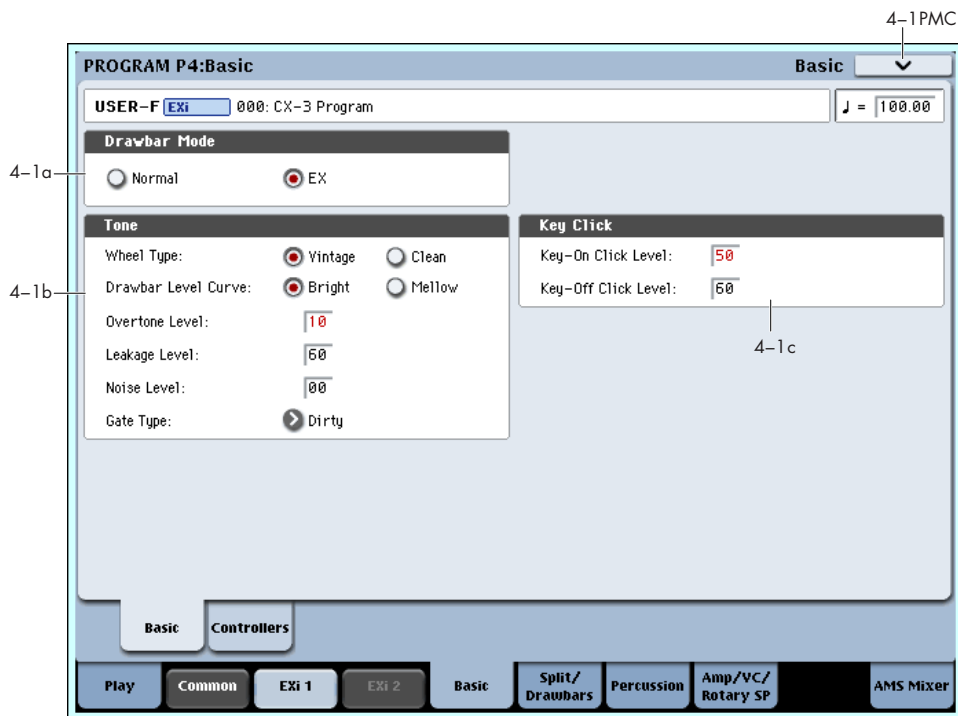 4–1PMC
PROGRAM P4:Basic Basic
USER–F EXi 000: CX–3 Program ♩ = 100.00
Drawbar Mode
4–1a
Normal EX
Tone Key Click
Wheel Type: Vintage Clean Key–On Click Level: 50
4–1b
Drawbar Level Curve: Bright Mellow Key–Off Click Level: 60
Overtone Level: 10
4–1c
Leakage Level: 60
Noise Level: 00
Gate Type: Dirty
Basic Controllers
Play Common EXi 1 EXi 2 Basic Split/
Drawbars Percussion Amp/VC/
Rotary SP AMS Mixer